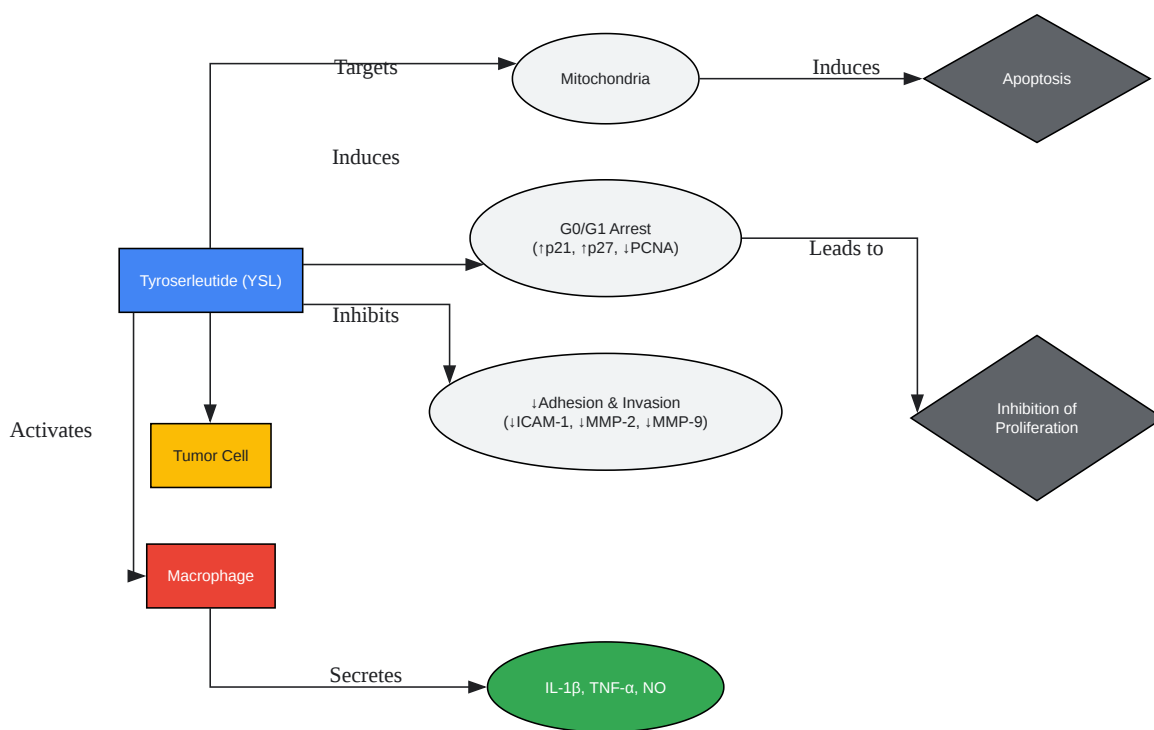 Targets
Mitochondria
Induces
Apoptosis
Induces
G0/G1 Arrest
(↑p21, ↑p27, ↓PCNA)
Leads to
Tyroserleutide (YSL)
Inhibits
↓Adhesion & Invasion
(↓ICAM-1, ↓MMP-2, ↓MMP-9)
Inhibition of
Proliferation
Activates
Tumor Cell
Macrophage
Secretes
IL-1β, TNF-α, NO